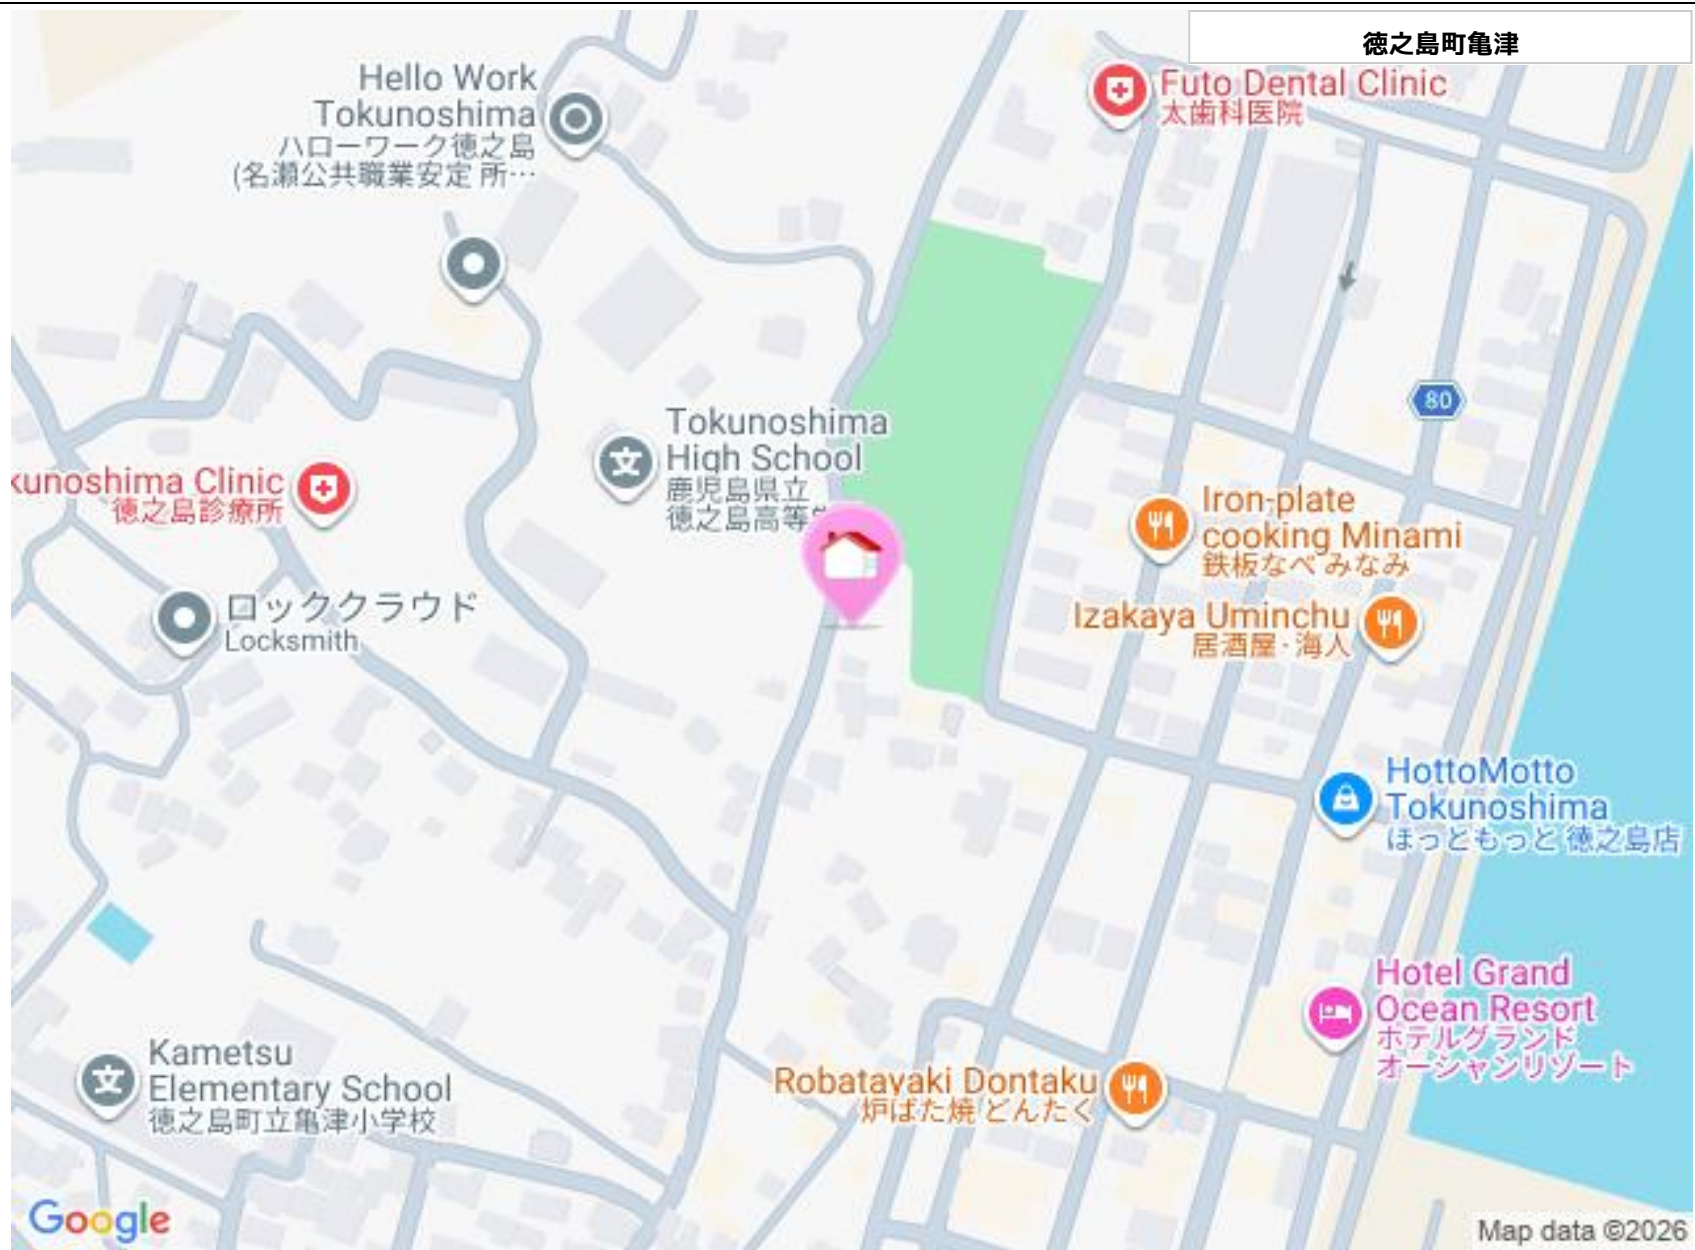 徳之島町亀津
Hello Work
Tokunoshima
ハローワーク徳之島
(名瀬公共職業安定 所…
Futo Dental Clinic
太歯科医院
80
Tokunoshima
High School
鹿児島県立
徳之島高等
kunoshima Clinic
徳之島診療所
Iron-plate
cooking Minami
鉄板なべ みなみ
ロッククラウド
Locksmith
Izakaya Uminchu
居酒屋・海人
HottoMotto
Tokunoshima
ほっともっと 徳之島店
Hotel Grand
Ocean Resort
ホテルグランド
オーシャンリゾート
Kametsu
Elementary School
徳之島町立亀津小学校
Robatayaki Dontaku
炉ばた焼 どんたく
Google
Map data ©2026